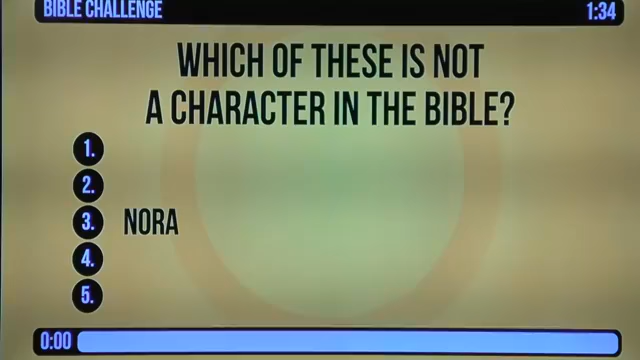 BIBLE CHALLENGE 1:34
WHICH OF THESE IS NOT
A CHARACTER IN THE BIBLE?
1.
2.
3. NORA
4.
5.
0:00